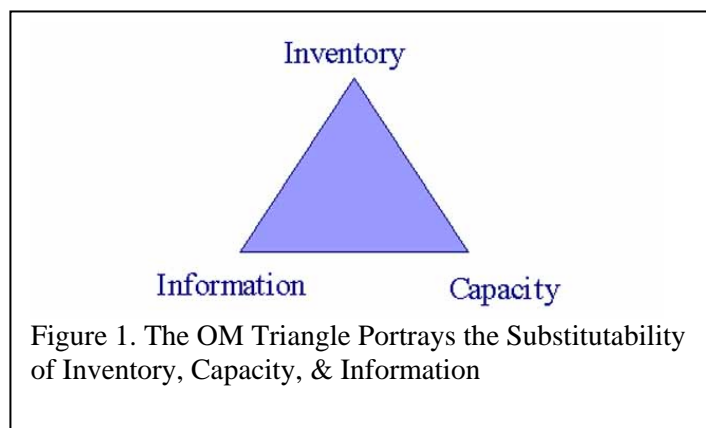 Inventory
Information Capacity
Figure 1. The OM Triangle Portrays the Substitutability
of Inventory, Capacity, & Information